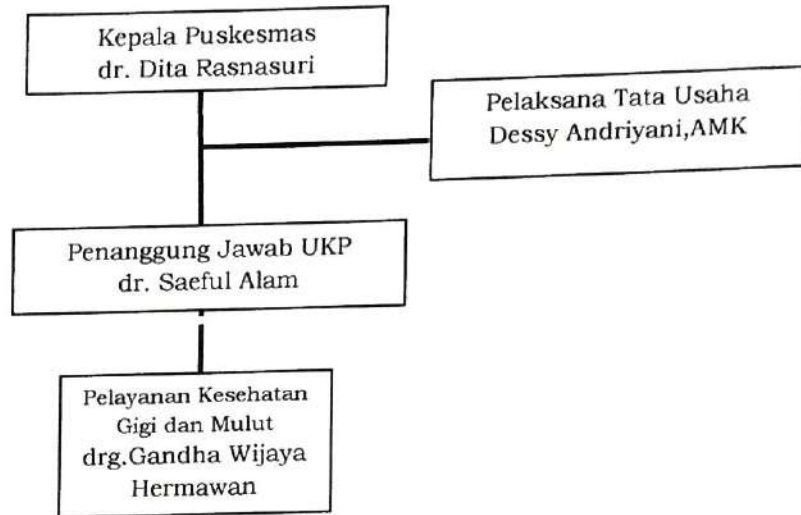 Kepala Puskesmas
dr. Dita Rasnasuri
Pelaksana Tata Usaha
Dessy Andriyani,AMK
Penanggung Jawab UKP
dr. Saeful Alam
Pelayanan Kesehatan
Gigi dan Mulut
drg.Gandha Wijaya
Hermawan